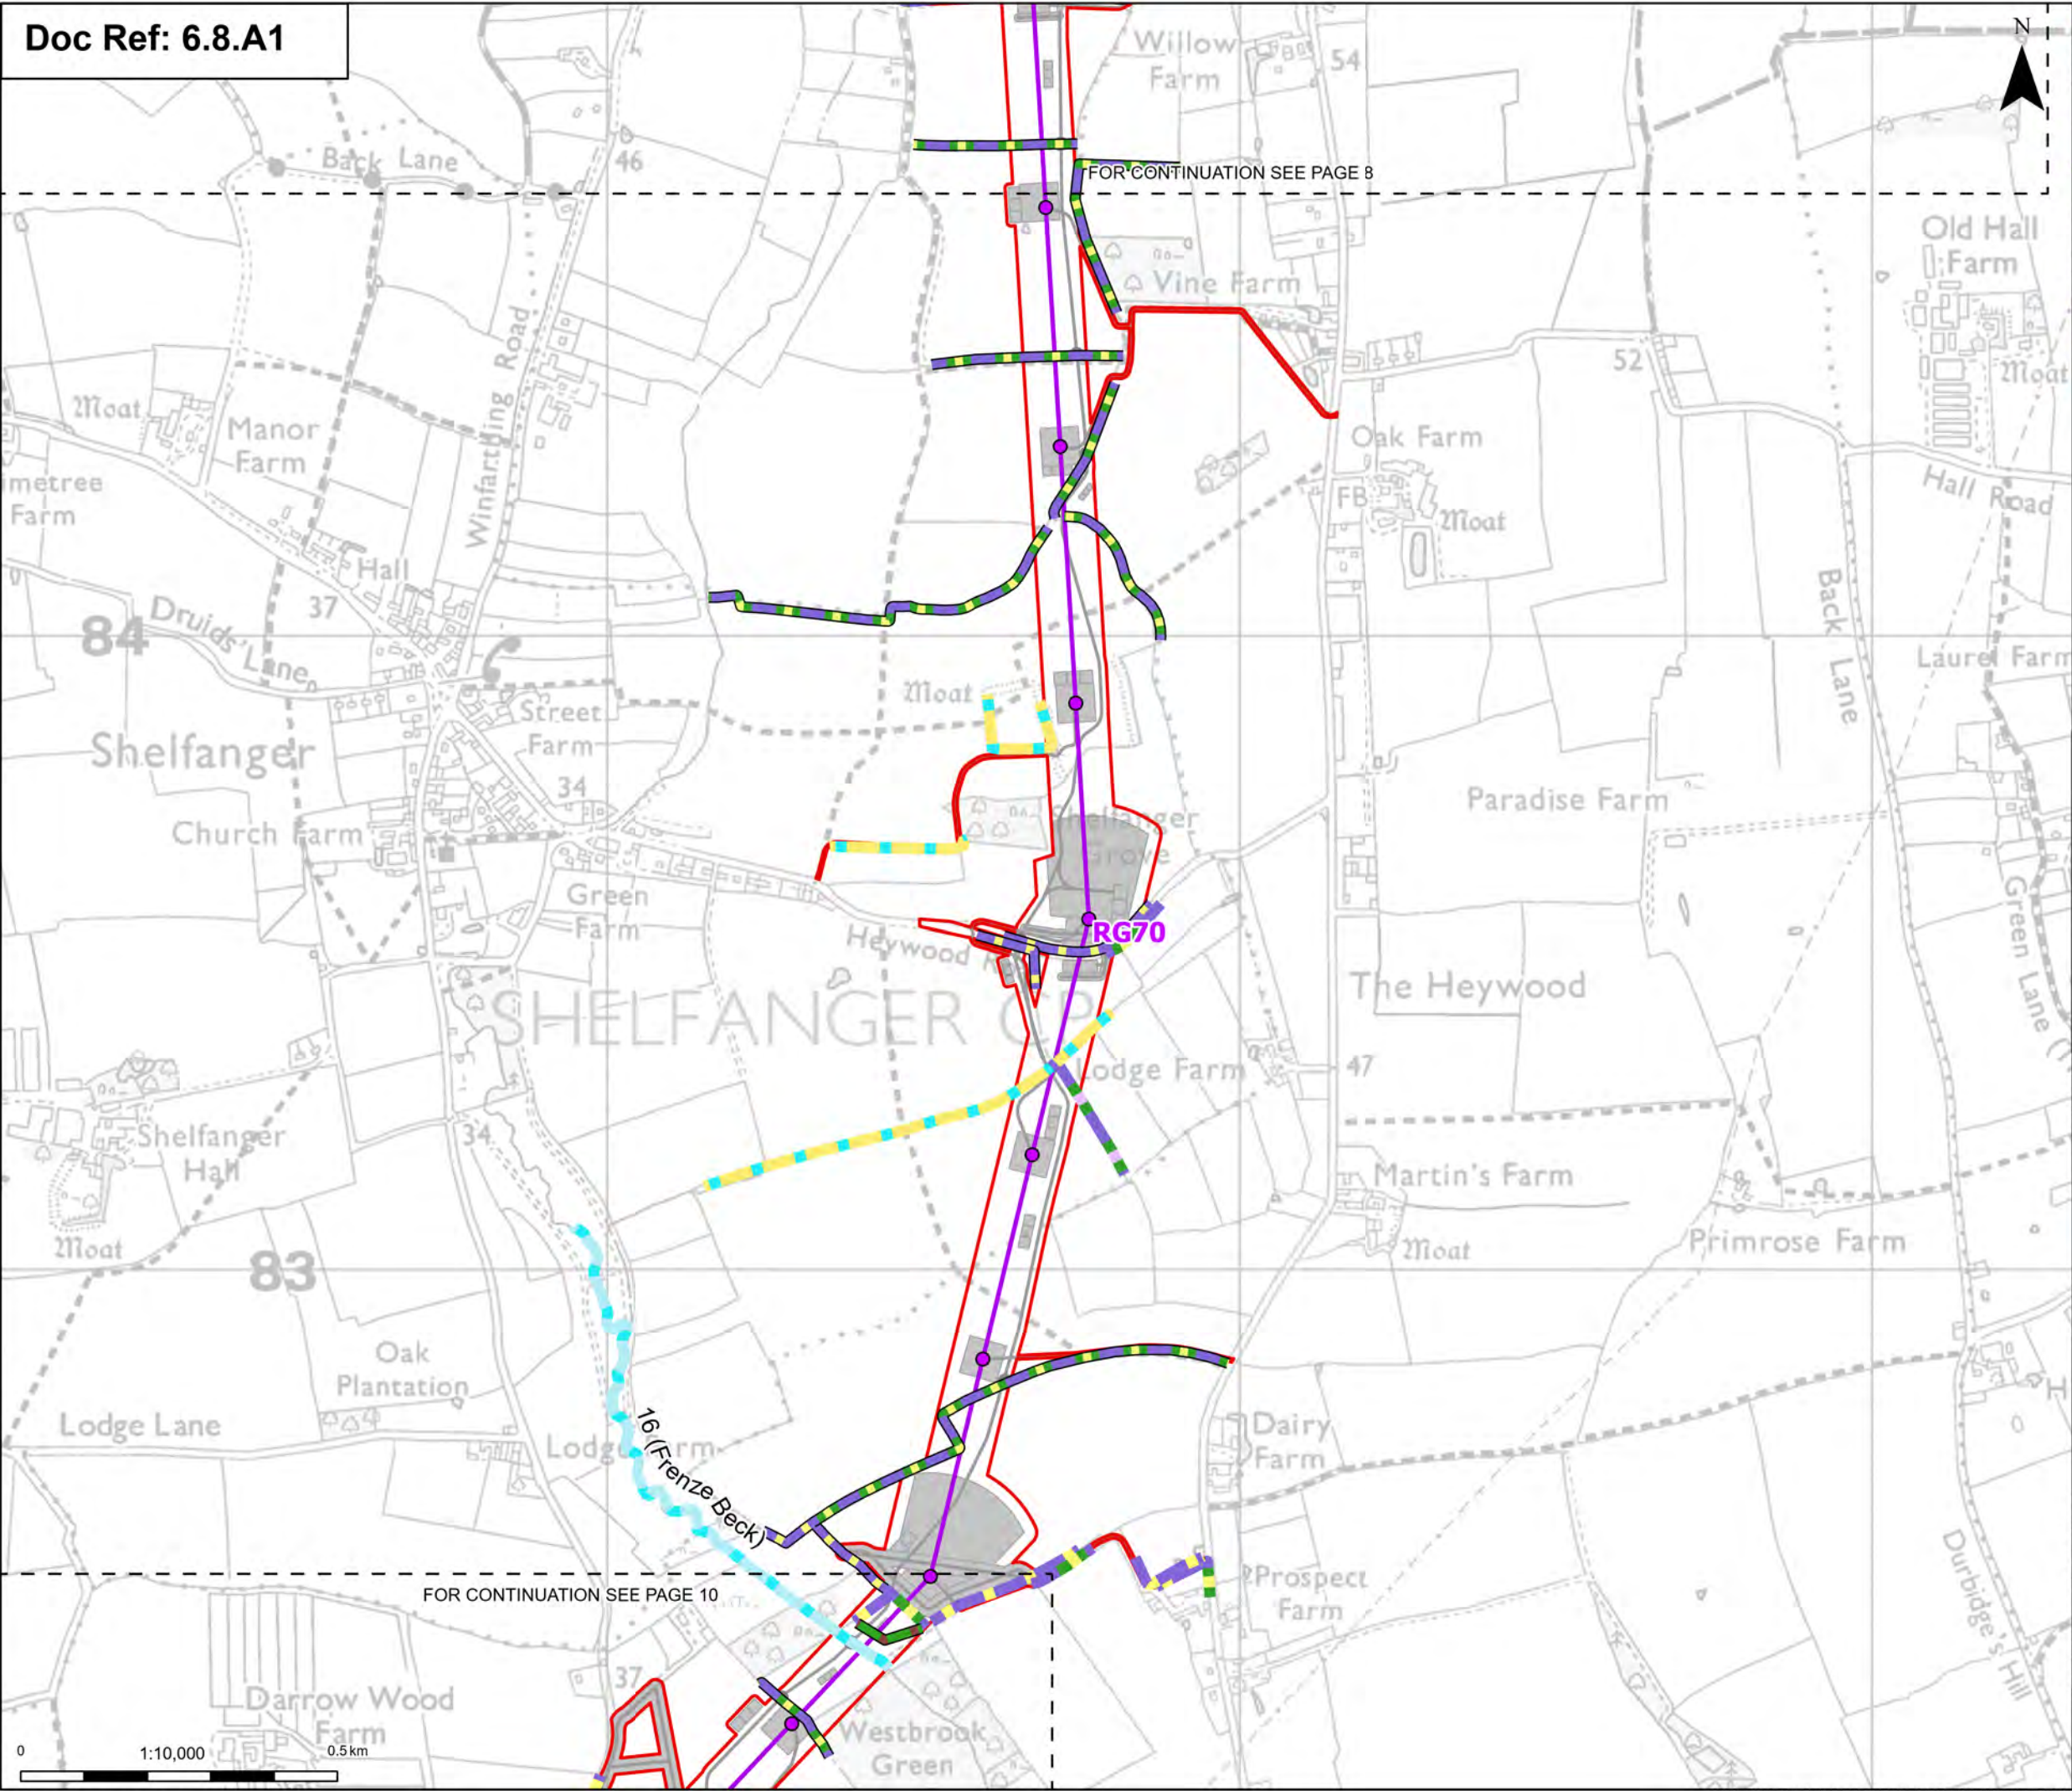 Doc Ref: 6.8.A1
N
Willow
Farm
54
Back Lane
46
FOR CONTINUATION SEE PAGE 8
Old Hall
Farm
Vine Farm
Winfarthing Road
52
Moat
Moat
Manor
Farm
Oak Farm
metree
Farm
FB
Moat
Hall Road
Hall
37
Druids' Lane
84
Back Lane
Laurel Farm
Moat
Street
Farm
Shelfanger
34
Paradise Farm
Church Farm
Shelfanger
Grove
Green
Farm
Green Lane
RG70
Heywood
The Heywood
SHELFANGER CP
Lodge Farm
47
34
Shelfanger
Hall
Martin's Farm
Moat
Moat
Primrose Farm
83
Oak
Plantation
Lodge Lane
16 (Frenze Beck)
Lodge Farm
Dairy
Farm
H
Durbidge's Hill
FOR CONTINUATION SEE PAGE 10
Prospect
Farm
37
Darrow Wood
Farm
Westbrook
Green
0
1:10,000
0.5 km